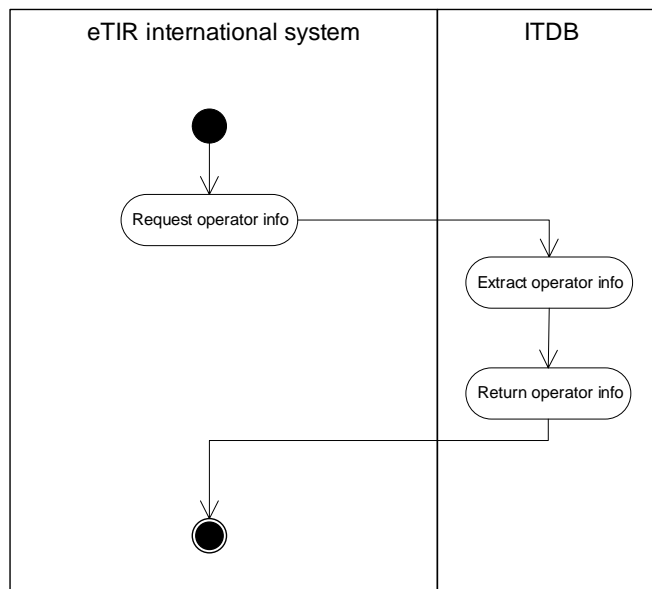 eTIR international system
ITDB
Request operator info
Extract operator info
Return operator info